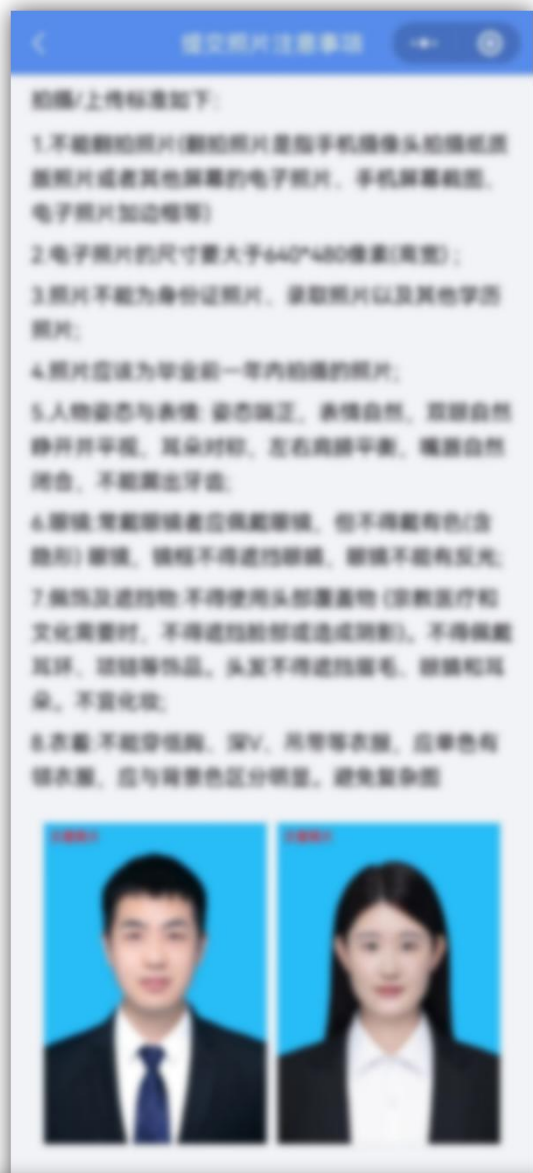 提交照片注意事项
拍摄/上传标准如下:
1.不能翻拍照片(翻拍照片是指手机摄像头拍摄纸质
版照片或者其他屏幕的电子照片、手机屏幕截图、
电子照片加边框等)
2.电子照片的尺寸要大于640*480像素(高宽);
3.照片不能为身份证照片、录取照片以及其他学历
照片;
4.照片应该为毕业前一年内拍摄的照片;
5.人物姿态与表情: 姿态端正、表情自然、双眼自然
睁开并平视、耳朵对称、左右肩膀平衡、嘴唇自然
闭合、不能露出牙齿;
6.眼镜:常戴眼镜者应佩戴眼镜、但不得戴有色(含
隐形) 眼镜、镜框不得遮挡眼睛、眼镜不能有反光;
7.佩饰及遮挡物:不得使用头部覆盖物 (宗教医疗和
文化需要时、不得遮挡脸部或造成阴影)。不得佩戴
耳环、项链等饰品。头发不得遮挡眉毛、眼睛和耳
朵。不宜化妆;
8.衣着:不能穿低胸、深V、吊带等衣服、应单色有
领衣服、应与背景色区分明显。避免复杂图